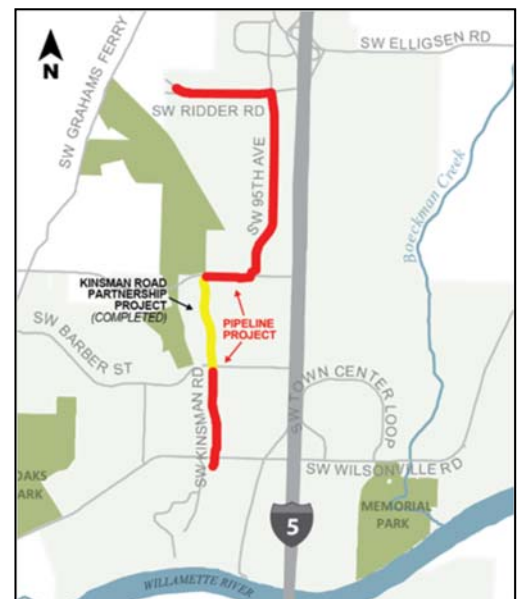 N
SW GRAHAMS FERRY
SW ELLIGSEN RD
SW RIDDER RD
SW 95TH AVE
Boeckman Creek
KINSMAN ROAD
PARTNERSHIP
PROJECT
(COMPLETED)
PIPELINE
PROJECT
SW BARBER ST
SW KINSMAN RD
SW TOWN CENTER LOOP
SW WILSONVILLE RD
OAKS
ARK
MEMORIAL
PARK
5
WILLAMETTE RIVER